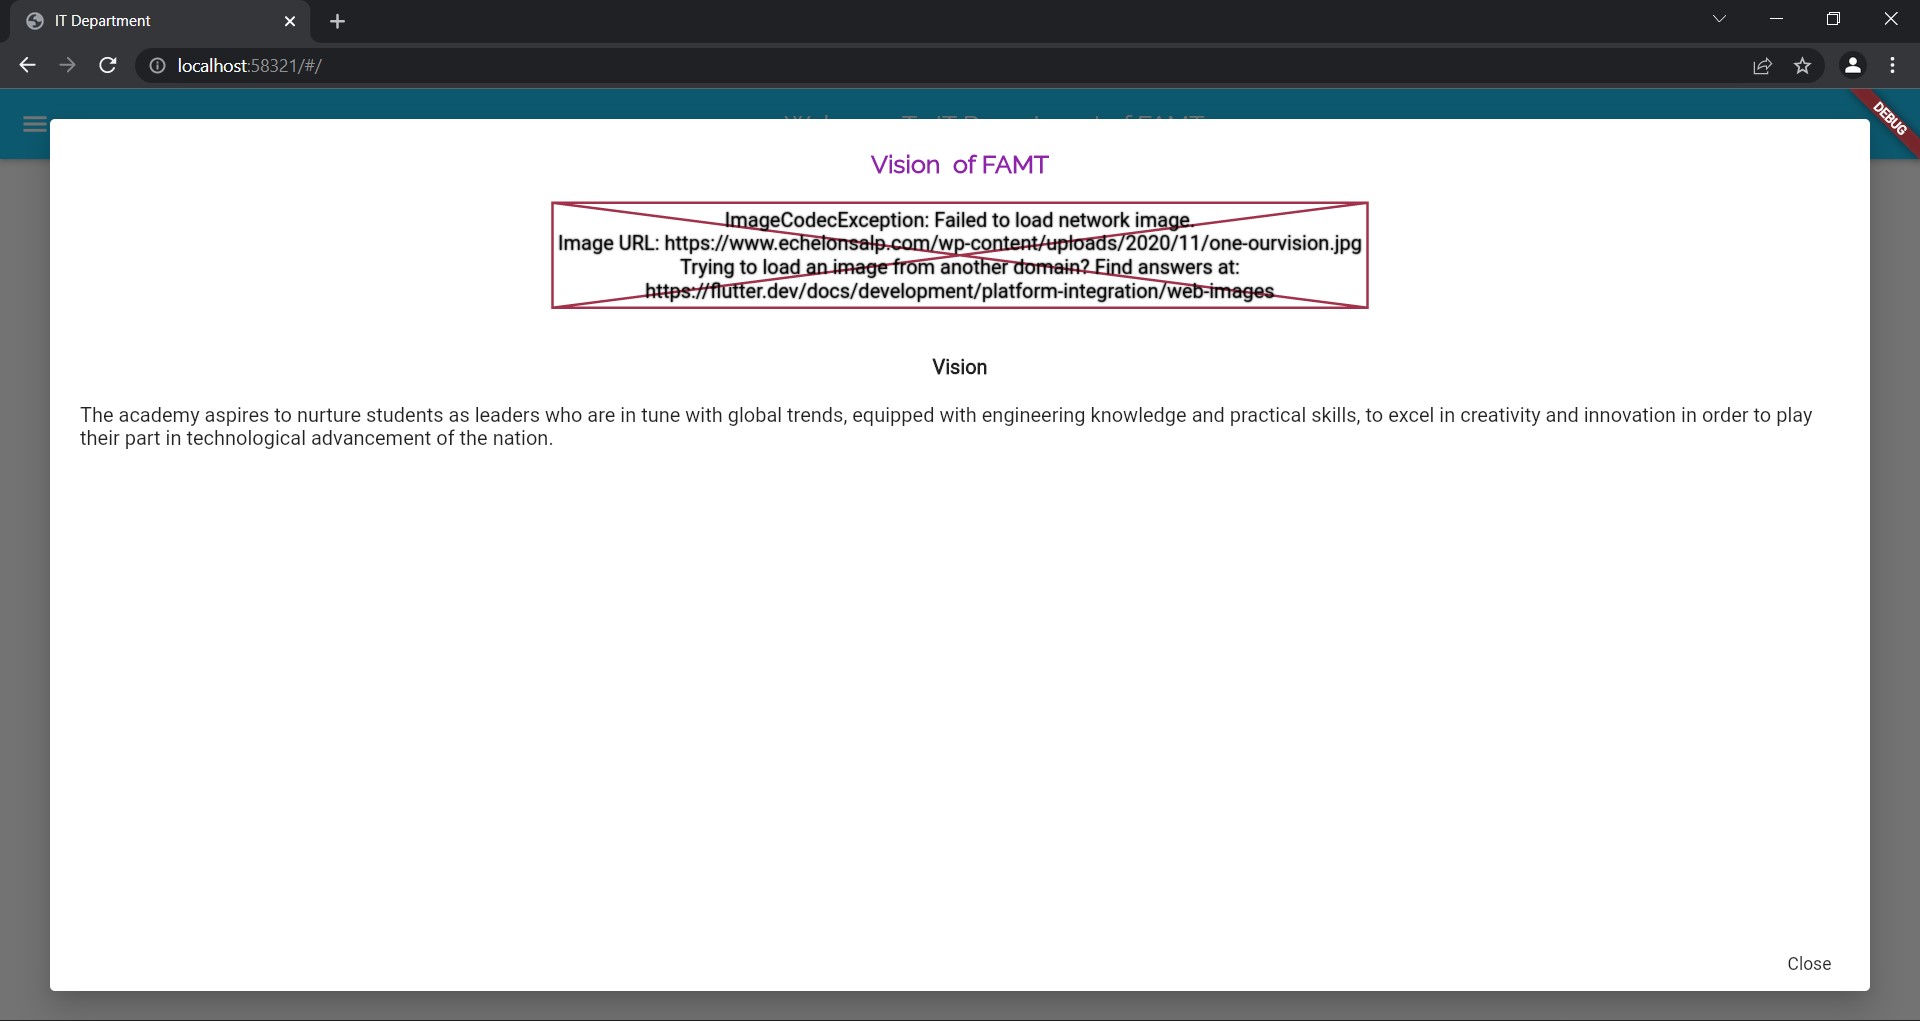 IT Department
localhost:58321/#/
DEBUG
Vision of FAMT
ImageCodecException: Failed to load network image.
Image URL: https://www.echelonsalp.com/wp-content/uploads/2020/11/one-ourvision.jpg
Trying to load an image from another domain? Find answers at:
https://flutter.dev/docs/development/platform-integration/web-images
Vision
The academy aspires to nurture students as leaders who are in tune with global trends, equipped with engineering knowledge and practical skills, to excel in creativity and innovation in order to play
their part in technological advancement of the nation.
Close